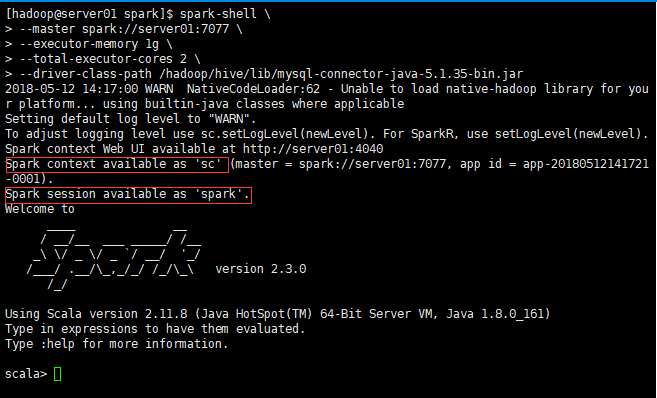 [hadoop@server01 spark]$ spark-shell \
> --master spark://server01:7077 \
> --executor-memory 1g \
> --total-executor-cores 2 \
> --driver-class-path /hadoop/hive/lib/mysql-connector-java-5.1.35-bin.jar
2018-05-12 14:17:00 WARN  NativeCodeLoader:62 - Unable to load native-hadoop library for you
r platform... using builtin-java classes where applicable
Setting default log level to "WARN".
To adjust logging level use sc.setLogLevel(newLevel). For SparkR, use setLogLevel(newLevel).
Spark context Web UI available at http://server01:4040
Spark context available as 'sc' (master = spark://server01:7077, app id = app-20180512141721
-0001).
Spark session available as 'spark'.
Welcome to
      ____              __
     / __/__  ___ _____/ /__
    _\ \/ _ \/ _ `/ __/  '_/
   /___/ .__/\_,_/_/ /_/\_\   version 2.3.0
      /_/
Using Scala version 2.11.8 (Java HotSpot(TM) 64-Bit Server VM, Java 1.8.0_161)
Type in expressions to have them evaluated.
Type :help for more information.
scala>